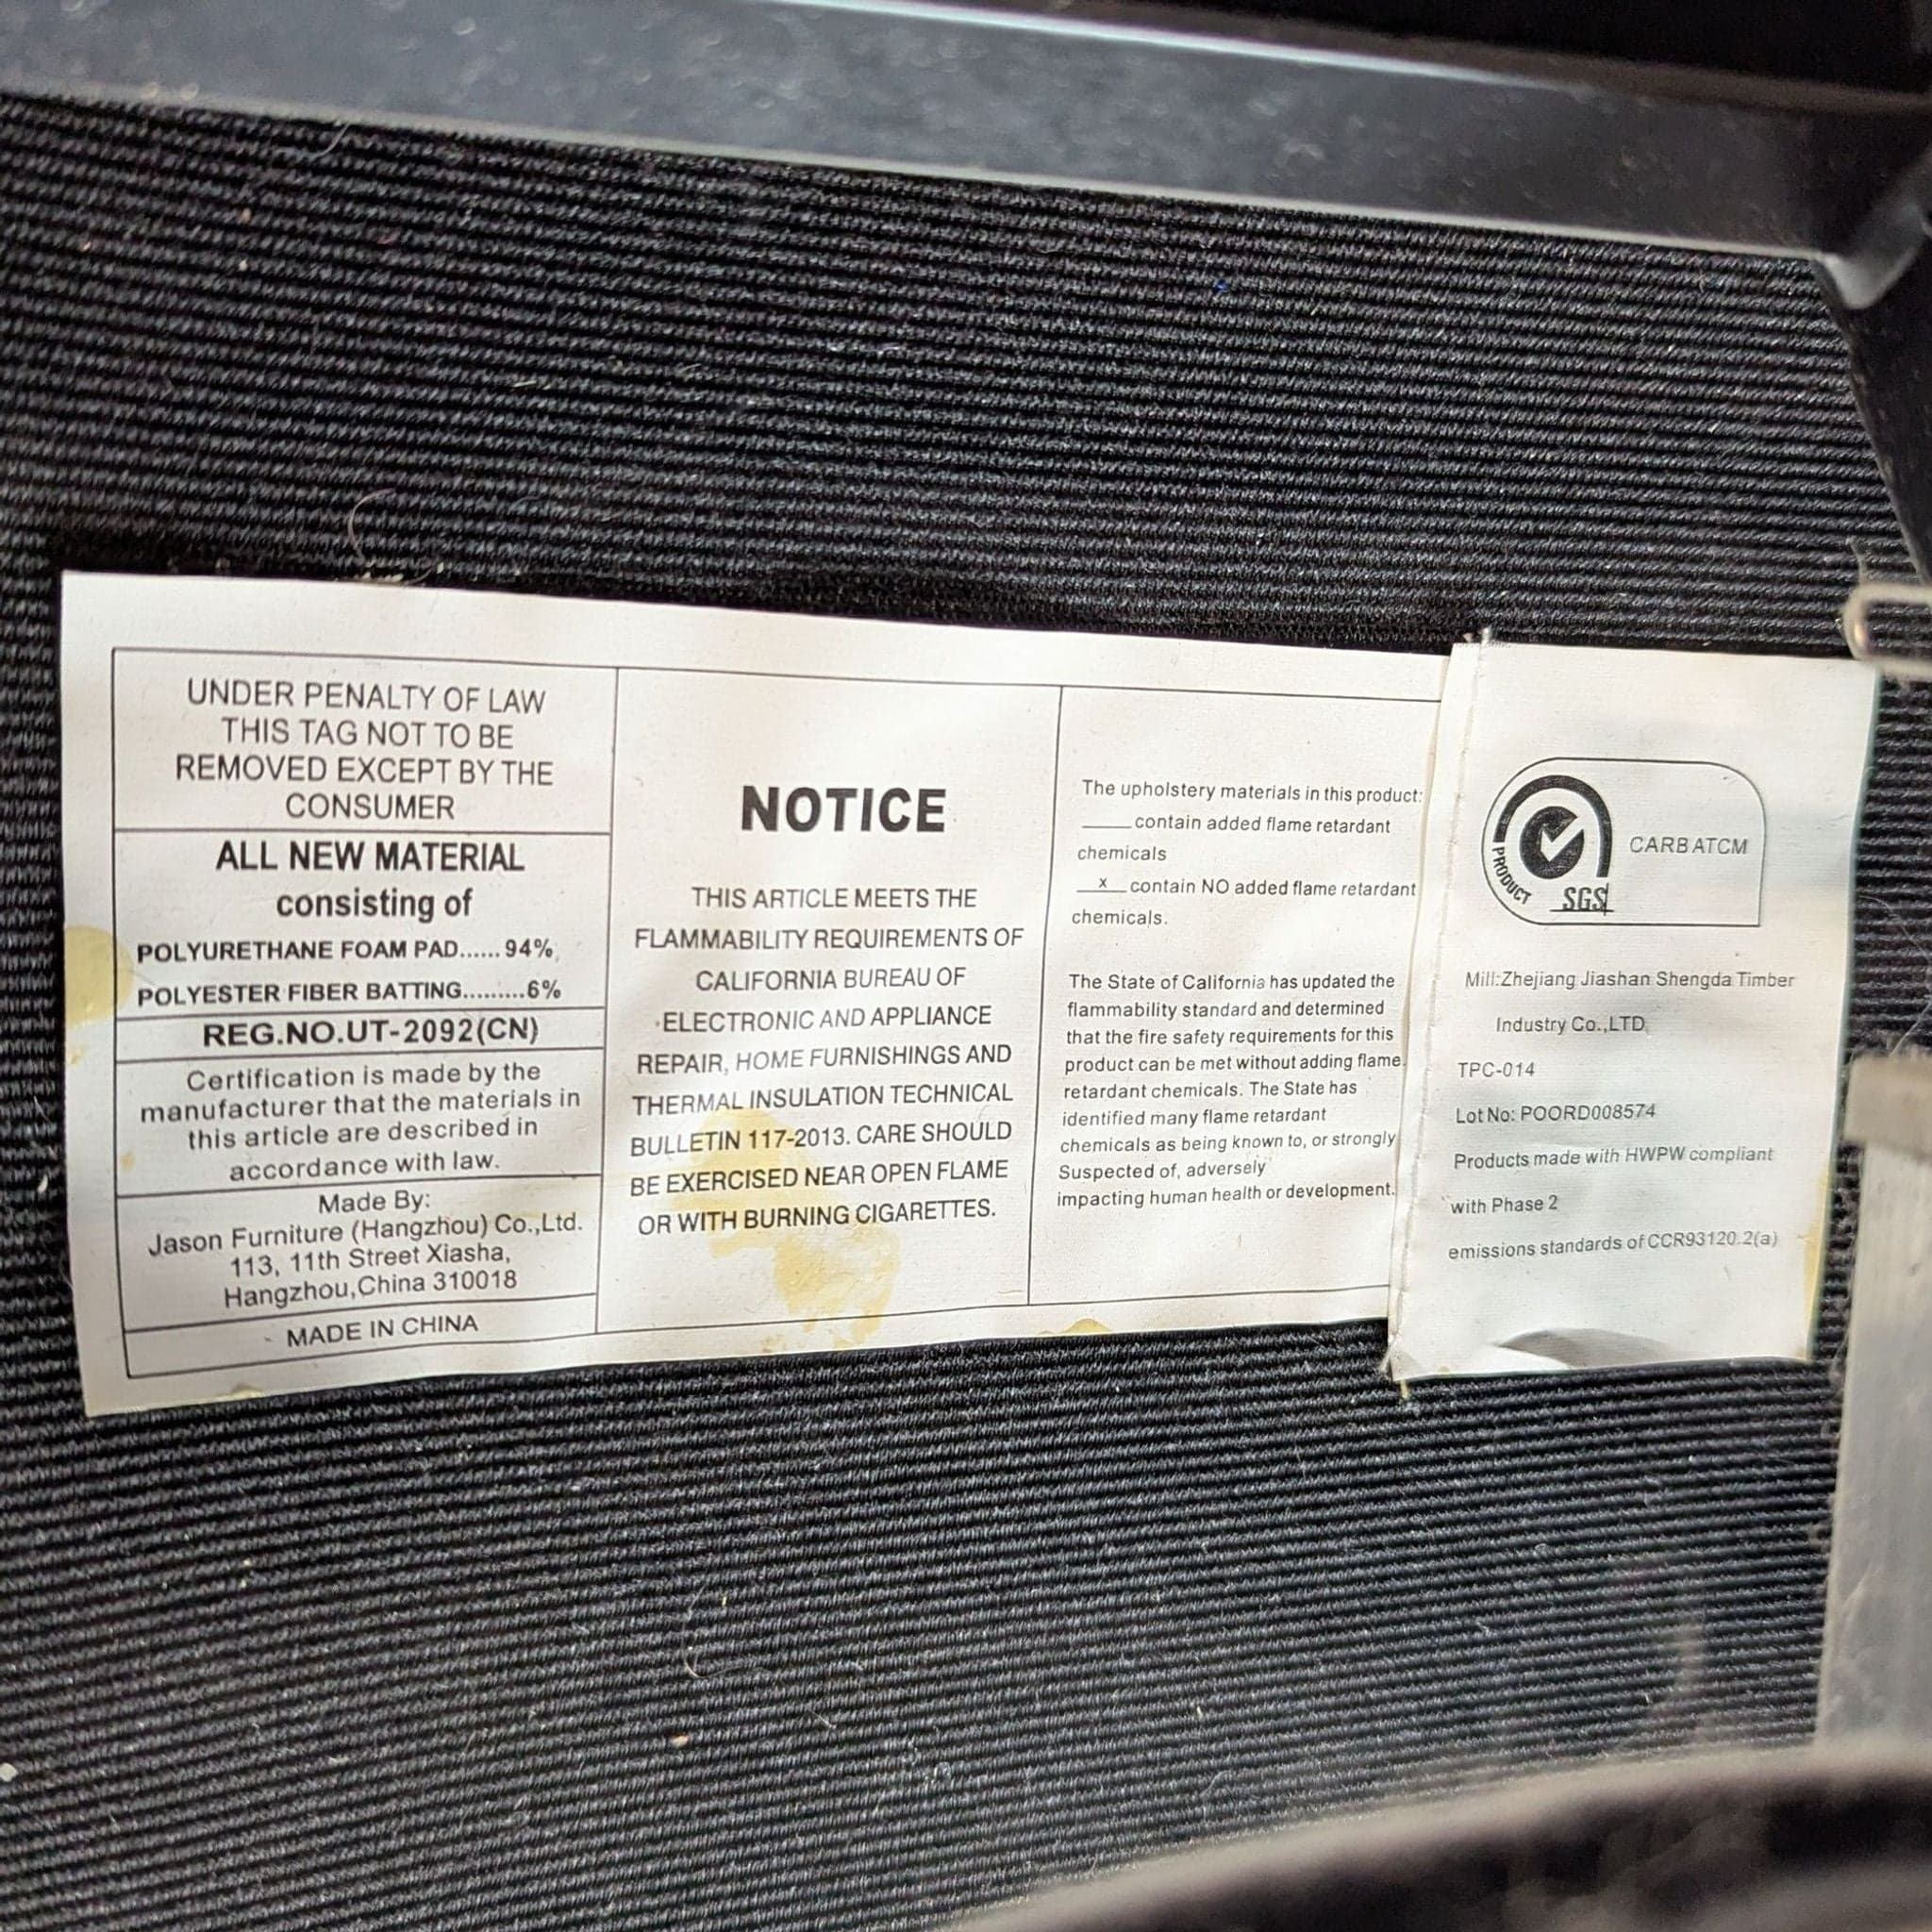 UNDER PENALTY OF LAW
THIS TAG NOT TO BE
REMOVED EXCEPT BY THE
CONSUMER
ALL NEW MATERIAL
consisting of
POLYURETHANE FOAM PAD......94%
POLYESTER FIBER BATTING.........6%
REG.NO.UT-2092(CN)
Certification is made by the
manufacturer that the materials in
this article are described in
accordance with law.
Made By:
Jason Furniture (Hangzhou) Co.,Ltd.
113, 11th Street Xiasha,
Hangzhou,China 310018
MADE IN CHINA
NOTICE
THIS ARTICLE MEETS THE
FLAMMABILITY REQUIREMENTS OF
CALIFORNIA BUREAU OF
ELECTRONIC AND APPLIANCE
REPAIR, HOME FURNISHINGS AND
THERMAL INSULATION TECHNICAL
BULLETIN 117-2013. CARE SHOULD
BE EXERCISED NEAR OPEN FLAME
OR WITH BURNING CIGARETTES.
The upholstery materials in this product:
____contain added flame retardant
chemicals
__x__contain NO added flame retardant
chemicals.
The State of California has updated the
flammability standard and determined
that the fire safety requirements for this
product can be met without adding flame
retardant chemicals. The State has
identified many flame retardant
chemicals as being known to, or strongly
Suspected of, adversely
impacting human health or development.
PRODUCT
SGS
CARB ATCM
Mill:Zhejiang Jiashan Shengda Timber
Industry Co.,LTD
TPC-014
Lot No: POORD008574
Products made with HWPW compliant
with Phase 2
emissions standards of CCR93120.2(a)